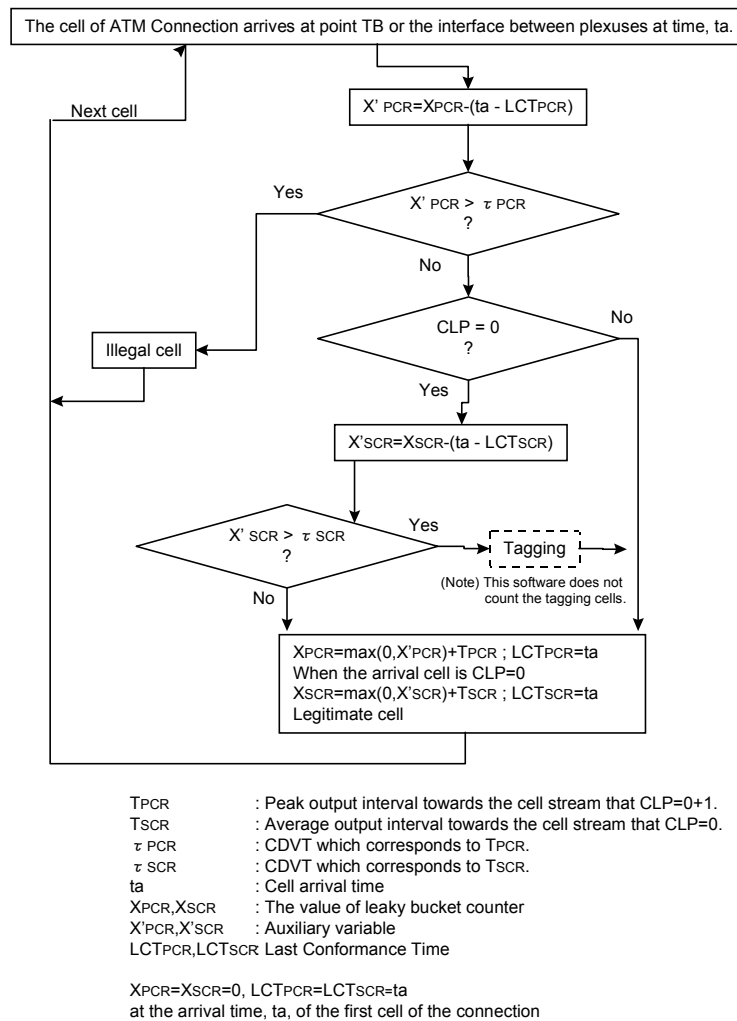 The cell of ATM Connection arrives at point TB or the interface between plexuses at time, ta.
Next cell
X' PCR=XPCR-(ta - LCTPCR)
Yes
X' PCR > τ PCR
?
No
CLP = 0
?
No
Illegal cell
Yes
X'SCR=XSCR-(ta - LCTSCR)
X' SCR > τ SCR
?
Yes
Tagging
(Note) This software does not
count the tagging cells.
No
XPCR=max(0,X'PCR)+TPCR ; LCTPCR=ta
When the arrival cell is CLP=0
XSCR=max(0,X'SCR)+TSCR ; LCTSCR=ta
Legitimate cell
TPCR : Peak output interval towards the cell stream that CLP=0+1.
TSCR : Average output interval towards the cell stream that CLP=0.
τ PCR : CDVT which corresponds to TPCR.
τ SCR : CDVT which corresponds to TSCR.
ta : Cell arrival time
XPCR,XSCR : The value of leaky bucket counter
X'PCR,X'SCR : Auxiliary variable
LCTPCR,LCTSCR: Last Conformance Time
XPCR=XSCR=0, LCTPCR=LCTSCR=ta
at the arrival time, ta, of the first cell of the connection